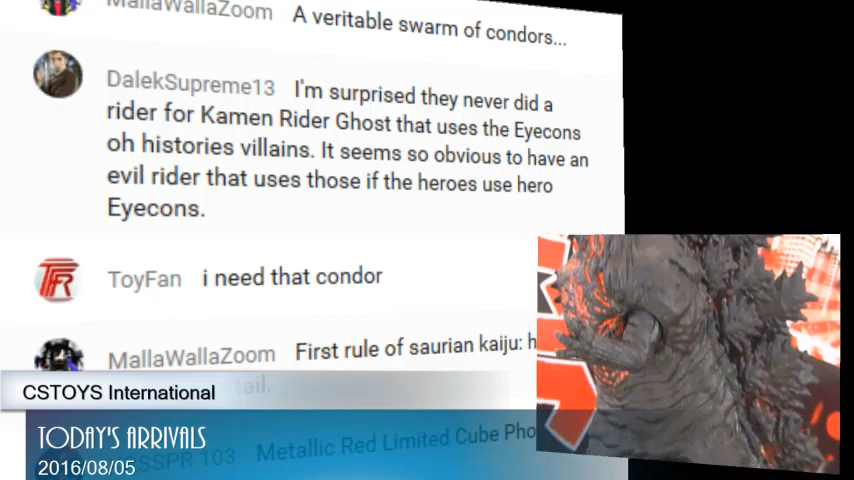 MallaWallaZoom A veritable swarm of condors...
DalekSupreme13 I'm surprised they never did a
rider for Kamen Rider Ghost that uses the Eyecons
oh histories villains. It seems so obvious to have an
evil rider that uses those if the heroes use hero
Eyecons.
TFR
ToyFan i need that condor
MallaWallaZoom First rule of saurian kaiju: h
tail.
CSTOYS International
TODAY'S ARRIVALS
103 Metallic Red Limited Cube Pho
2016/08/05